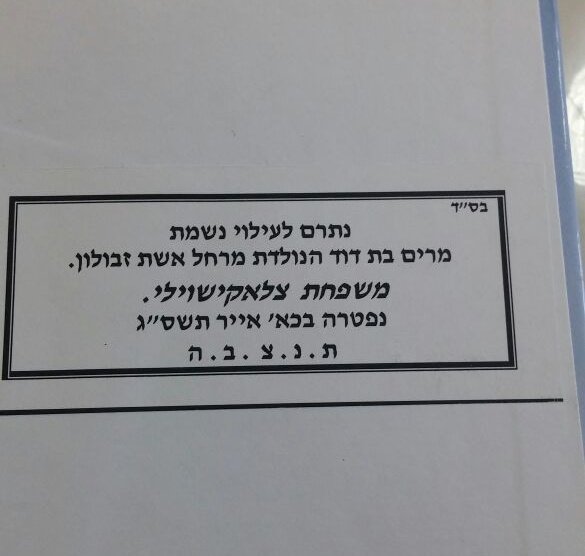 בס״ד
נתרם לעילוי נשמת
מרים בת דוד הנולדת מרחל אשת זבולון.
משפחת צלאקישוילי.
נפטרה בכא׳ אייר תשס״ג
ת.נ.צ.ב.ה